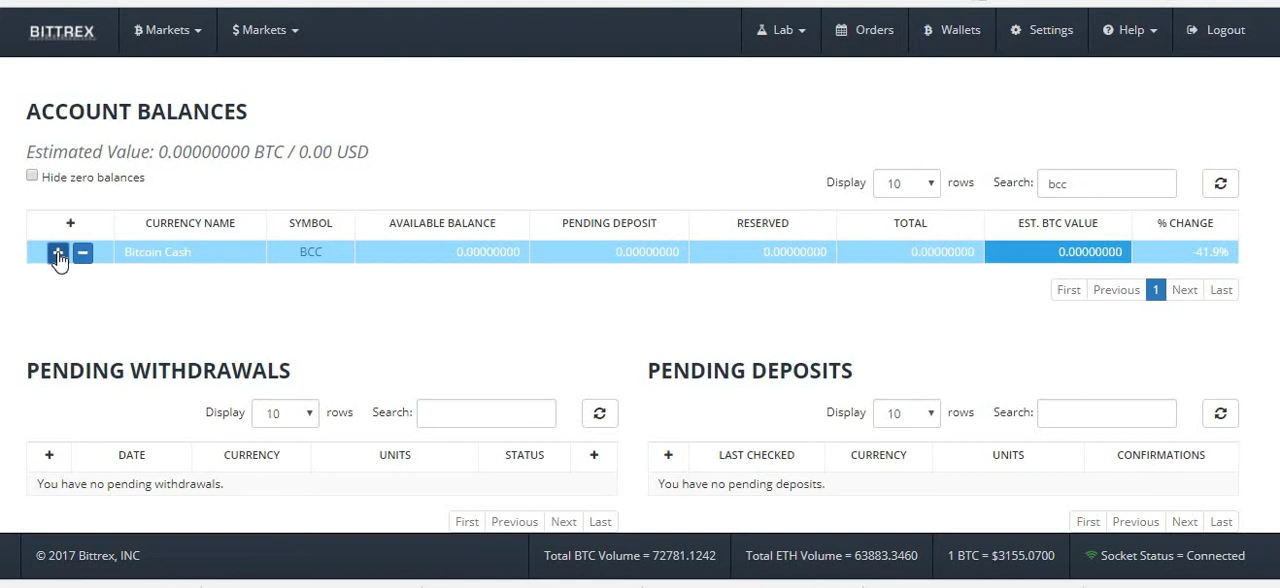 BITTREX Markets Markets Lab Orders Wallets Settings Help Logout
ACCOUNT BALANCES
Estimated Value: 0.00000000 BTC / 0.00 USD
Hide zero balances
Display 10 rows Search: bcc
+ CURRENCY NAME SYMBOL AVAILABLE BALANCE PENDING DEPOSIT RESERVED TOTAL EST. BTC VALUE % CHANGE
+ − Bitcoin Cash BCC 0.00000000 0.00000000 0.00000000 0.00000000 0.00000000 -41.9%
First Previous 1 Next Last
PENDING WITHDRAWALS
Display 10 rows Search:
+ DATE CURRENCY UNITS STATUS +
You have no pending withdrawals.
First Previous Next Last
PENDING DEPOSITS
Display 10 rows Search:
+ LAST CHECKED CURRENCY UNITS CONFIRMATIONS
You have no pending deposits.
First Previous Next Last
© 2017 Bittrex, INC Total BTC Volume = 72781.1242 Total ETH Volume = 63883.3460 1 BTC = $3155.0700 Socket Status = Connected